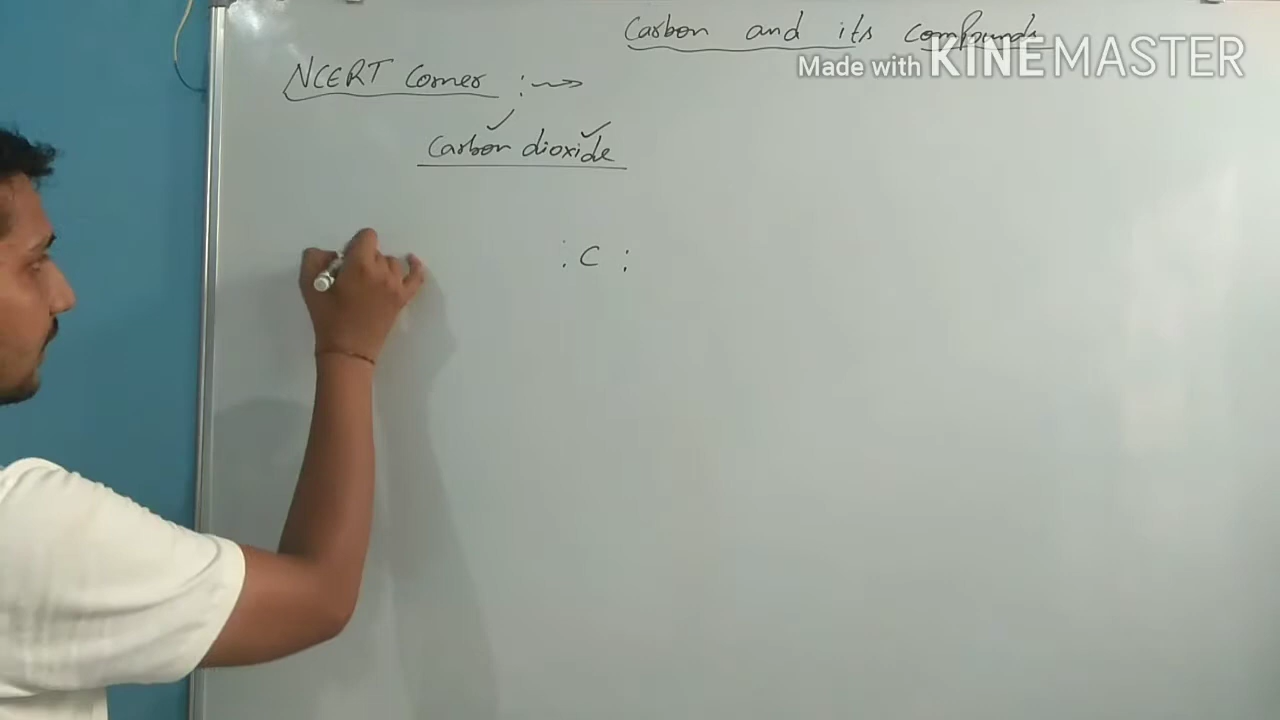 Carbon and its compounds
Made with KINEMASTER
NCERT Corner :→
Carbon dioxide
: C :